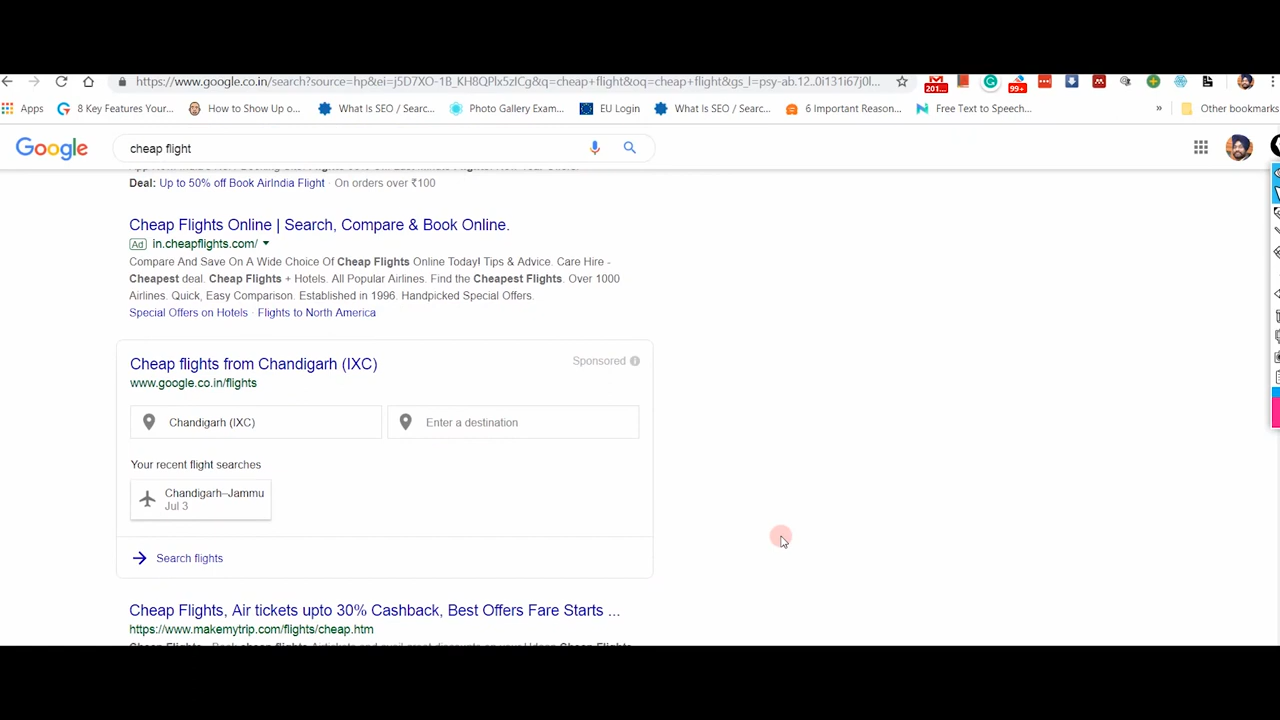 https://www.google.co.in/search?source=hp&ei=j5D7XO-1B_KH8QPlx5zICg&q=cheap+flight&oq=cheap+flight&gs_l=psy-ab.12..0i131i67j0l...
201...
99+
Apps
8 Key Features Your...
How to Show Up o...
What Is SEO / Searc...
Photo Gallery Exam...
EU Login
What Is SEO / Searc...
6 Important Reason...
Free Text to Speech...
»
Other bookmarks
Google
cheap flight
Deal: Up to 50% off Book AirIndia Flight · On orders over ₹100
Cheap Flights Online | Search, Compare & Book Online.
Ad in.cheapflights.com/
Compare And Save On A Wide Choice Of Cheap Flights Online Today! Tips & Advice. Care Hire -
Cheapest deal. Cheap Flights + Hotels. All Popular Airlines. Find the Cheapest Flights. Over 1000
Airlines. Quick, Easy Comparison. Established in 1996. Handpicked Special Offers.
Special Offers on Hotels · Flights to North America
Cheap flights from Chandigarh (IXC)
Sponsored
www.google.co.in/flights
Chandigarh (IXC)
Enter a destination
Your recent flight searches
Chandigarh–Jammu
Jul 3
Search flights
Cheap Flights, Air tickets upto 30% Cashback, Best Offers Fare Starts ...
https://www.makemytrip.com/flights/cheap.htm